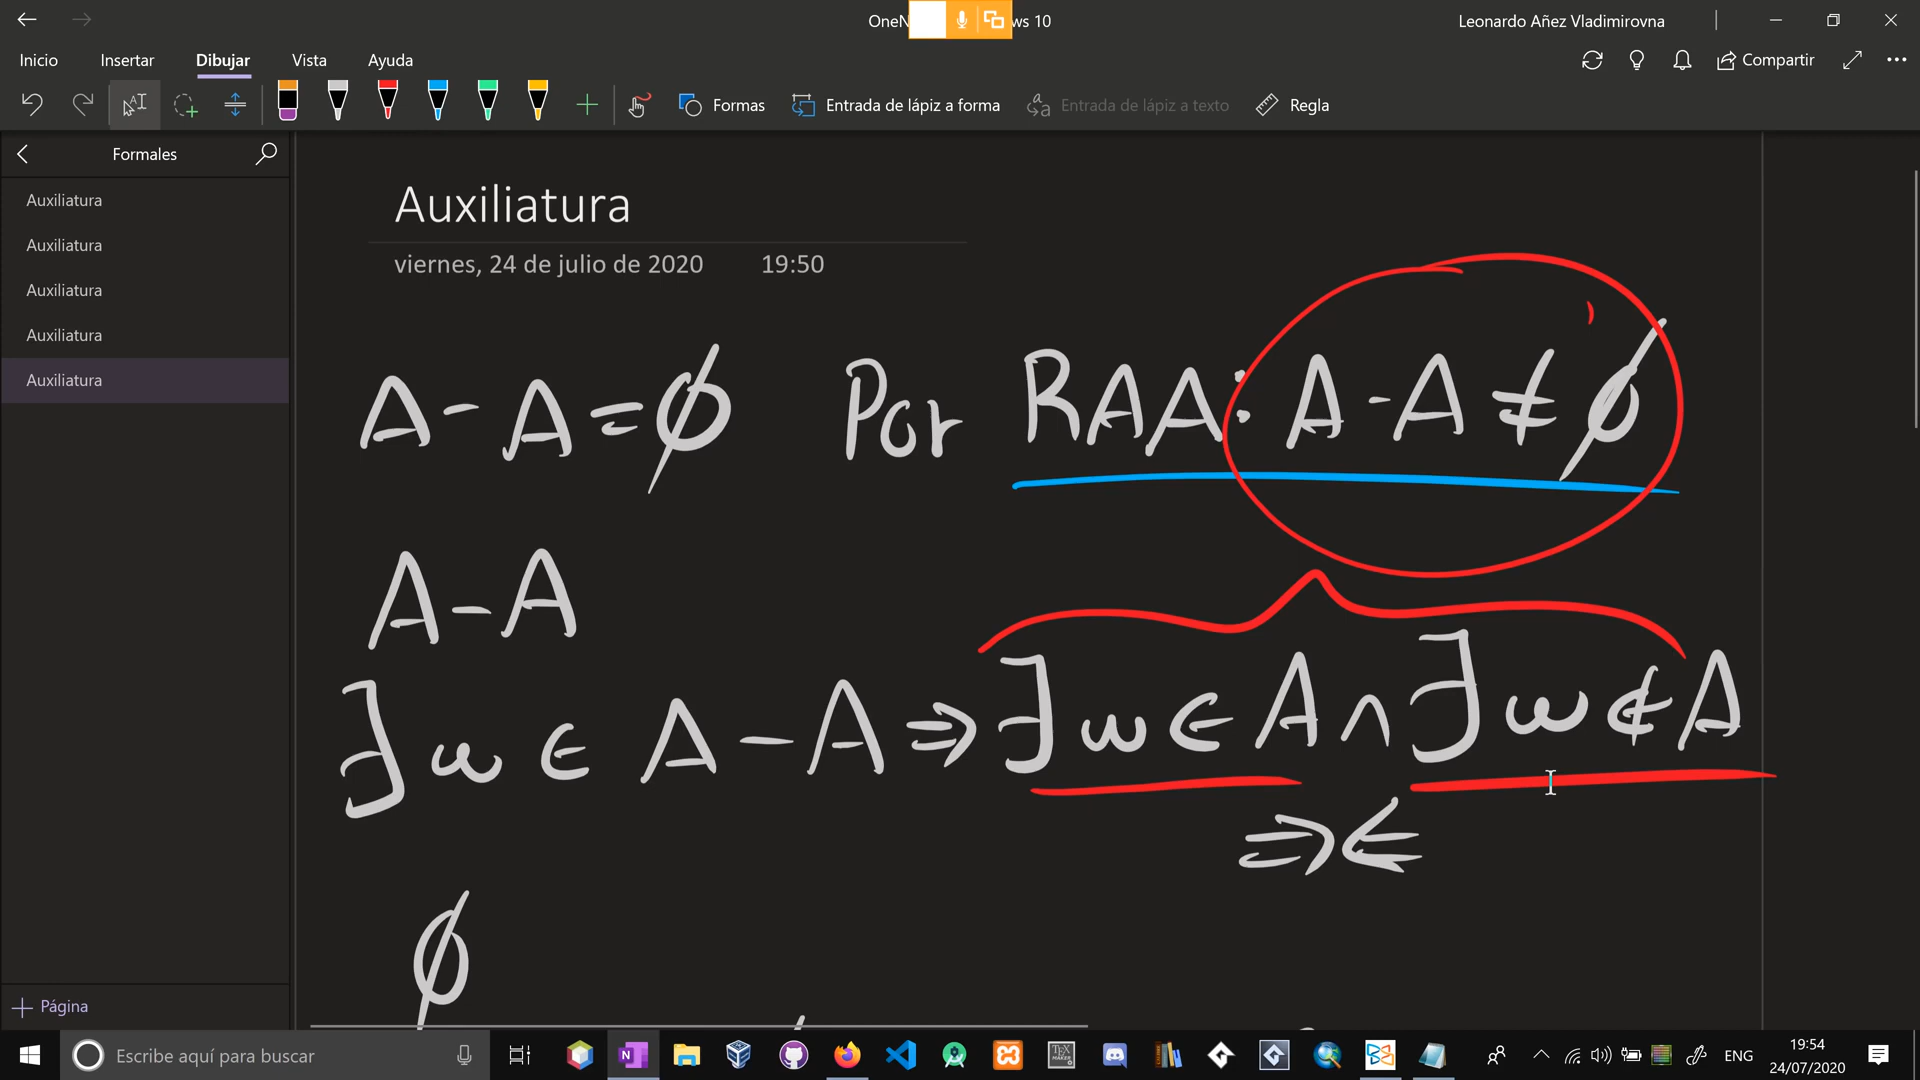 OneN
ws 10
Leonardo Añez Vladimirovna
Inicio
Insertar
Dibujar
Vista
Ayuda
Compartir
Formas
Entrada de lápiz a forma
Entrada de lápiz a texto
Regla
Formales
Auxiliatura
Auxiliatura
Auxiliatura
Auxiliatura
Auxiliatura
Auxiliatura
viernes, 24 de julio de 2020 19:50
A - A = ∅ Por RAA: A - A ≠ ∅
A - A
∃ w ∈ A - A ⇒ ∃ w ∈ A ∧ ∃ w ∉ A
⇒⇐
∅
Página
Escribe aquí para buscar
ENG
19:54
24/07/2020